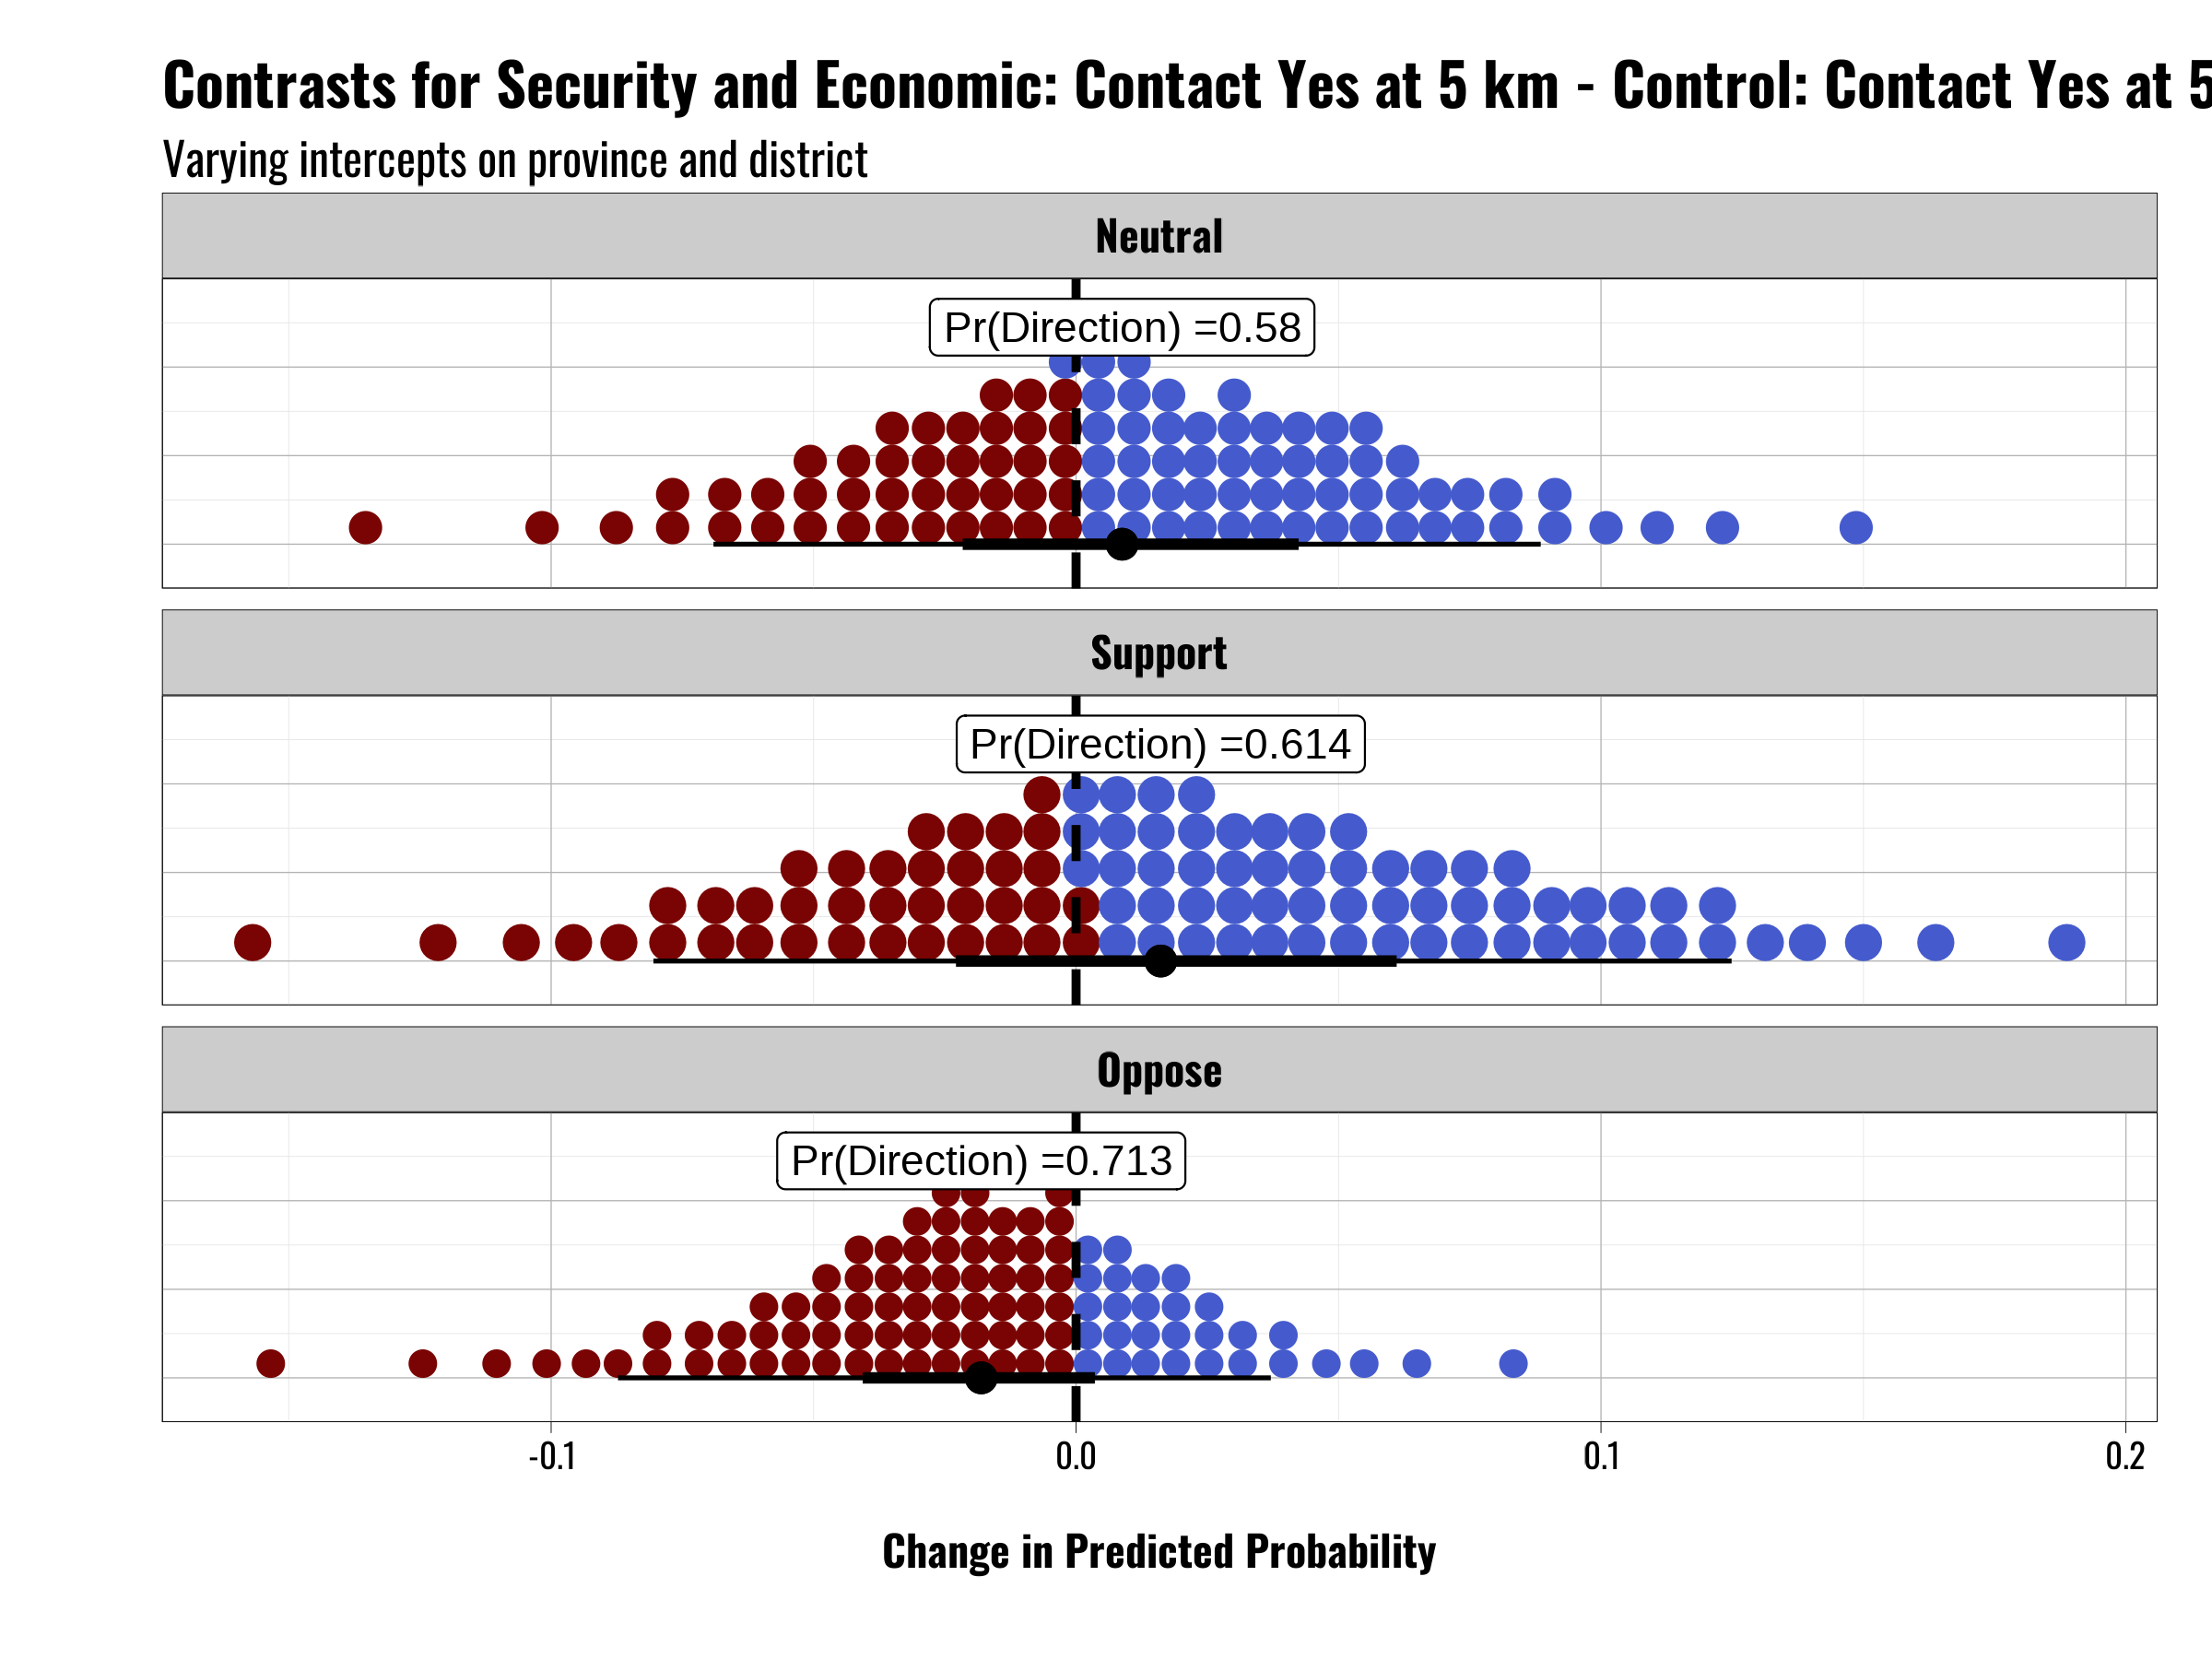 Contrasts for Security and Economic: Contact Yes at 5 km - Control: Contact Yes at 5
Varying intercepts on province and district
Neutral
Pr(Direction) =0.58
Support
Pr(Direction) =0.614
Oppose
Pr(Direction) =0.713
-0.1 0.0 0.1 0.2
Change in Predicted Probability